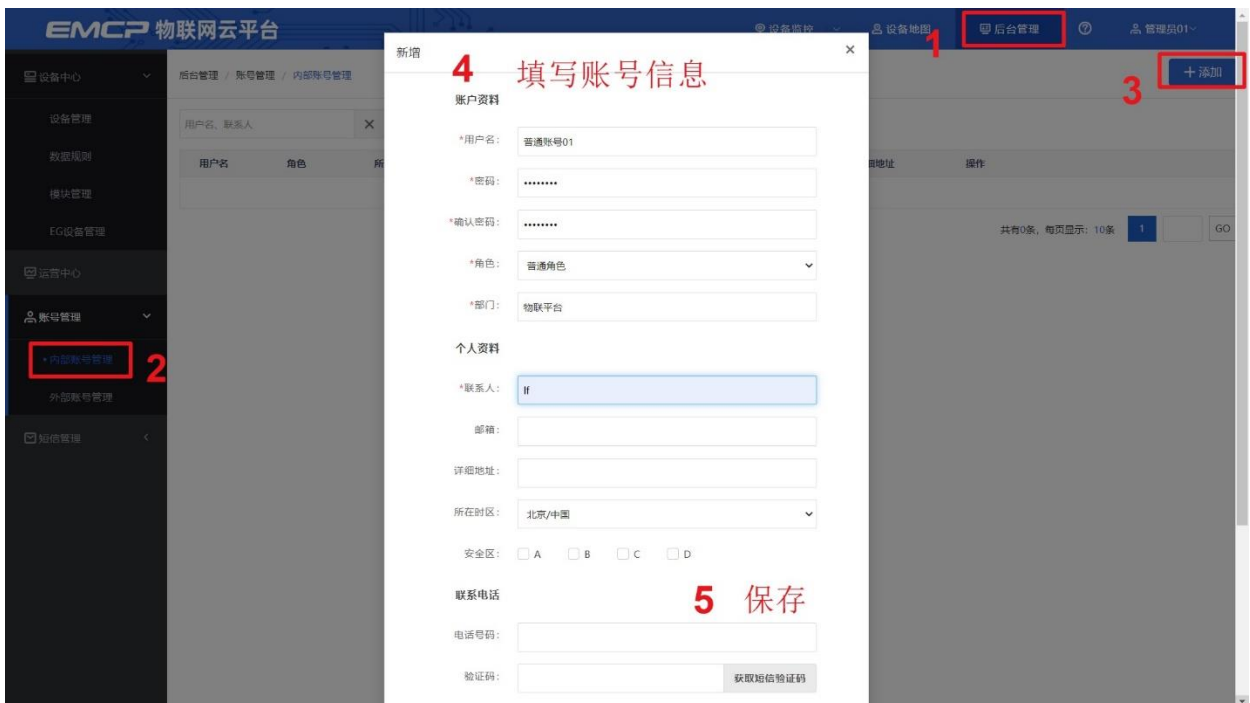 EMCP 物联网云平台
设备监控
设备地图
1
后台管理
管理员01
新增
×
4 填写账号信息
设备中心
后台管理 / 账号管理 / 内部账号管理
3
+添加
账户资料
设备管理
用户名、联系人
×
*用户名：
普通账号01
数据规则
用户名
角色
所
细地址
操作
*密码：
••••••••
模块管理
*确认密码：
••••••••
EG设备管理
共有0条，每页显示：10条
1
GO
*角色：
普通角色
运营中心
*部门：
物联平台
账号管理
个人资料
•内部账号管理
2
*联系人：
lf
外部账号管理
邮箱：
短信管理
详细地址：
所在时区：
北京/中国
安全区：
A
B
C
D
联系电话
5 保存
电话号码：
验证码：
获取短信验证码